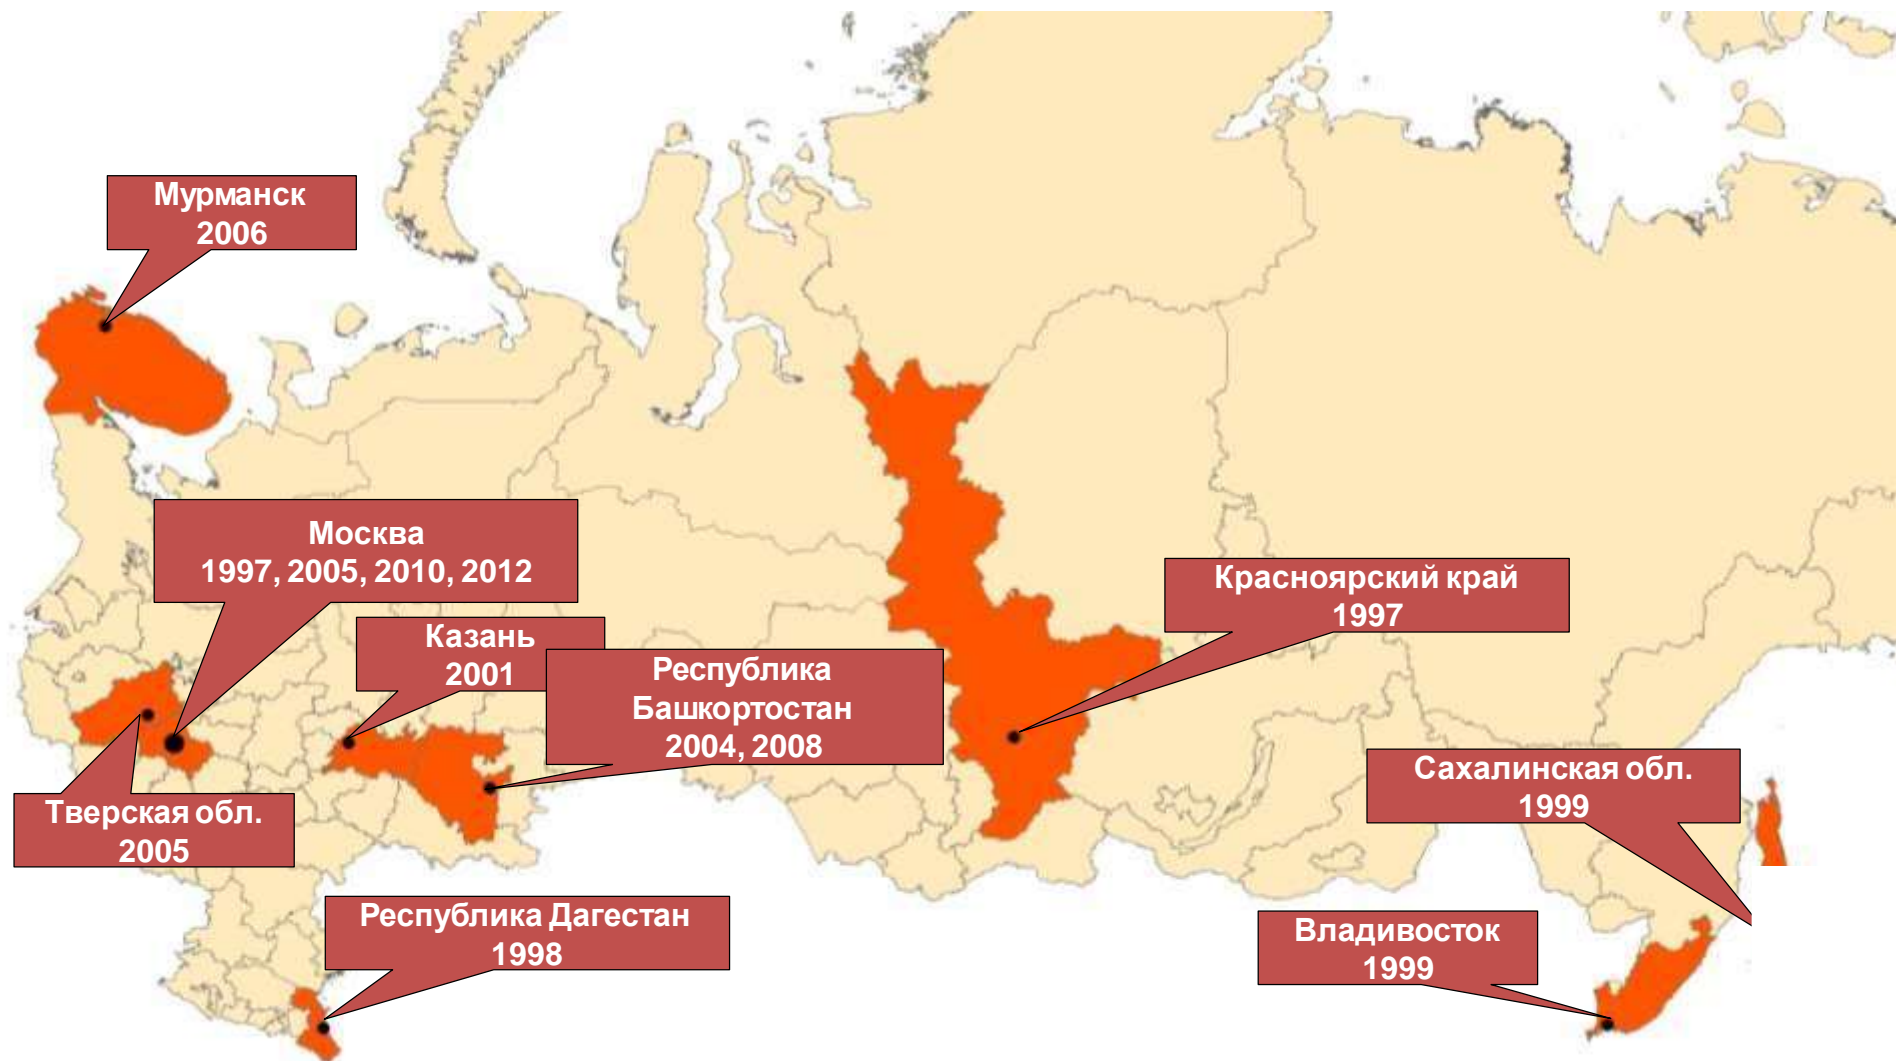 Мурманск
2006
Москва
1997, 2005, 2010, 2012
Красноярский край
1997
Казань
2001
Республика
Башкортостан
2004, 2008
Сахалинская обл.
1999
Тверская обл.
2005
Республика Дагестан
1998
Владивосток
1999